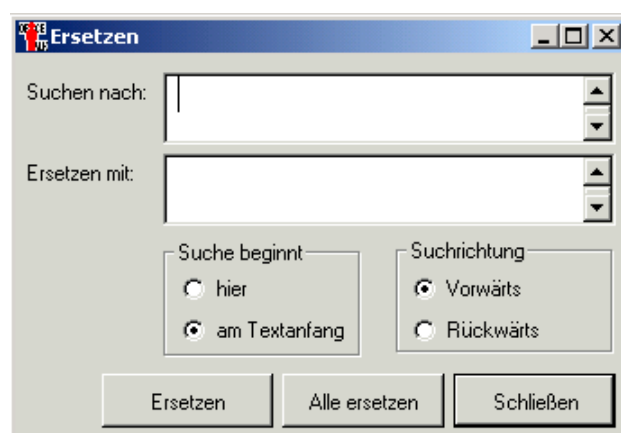 Ersetzen
Suchen nach:
Ersetzen mit:
Suche beginnt
Suchrichtung
hier
Vorwärts
am Textanfang
Rückwärts
Ersetzen
Alle ersetzen
Schließen